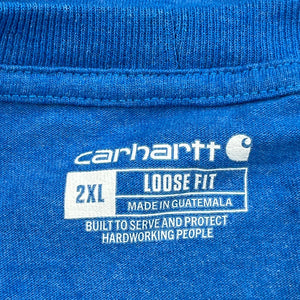 carhartt
2XL LOOSE FIT
MADE IN GUATEMALA
BUILT TO SERVE AND PROTECT
HARDWORKING PEOPLE